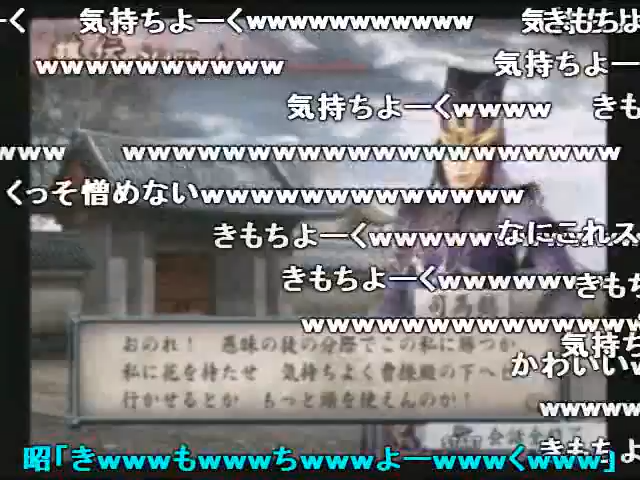 ーく 気持ちよーくwwwwwwwwwwww 気
きもちよ
wwwwwwwwwww 気持ちよー
気持ちよーくwwww きも
www wwwwwwwwwwwwwwwwwwww
くっそ憎めないwwwwwwwwwwwwww
きもちよーくwwwww なにこれス
きもちよーくwwwwww きもち
wwwwwwwwwwwwww
気持ち
おのれ! 愚昧の徒の分際でこの私に勝つか
かわいいw
私に花を持たせ 気持ちよく曹操殿の下へ
行かせるとか もっと頭を使えんのか!
wwwww
START
きもちよ
昭「きwwwもwwwちwwwよーwwwくwww」